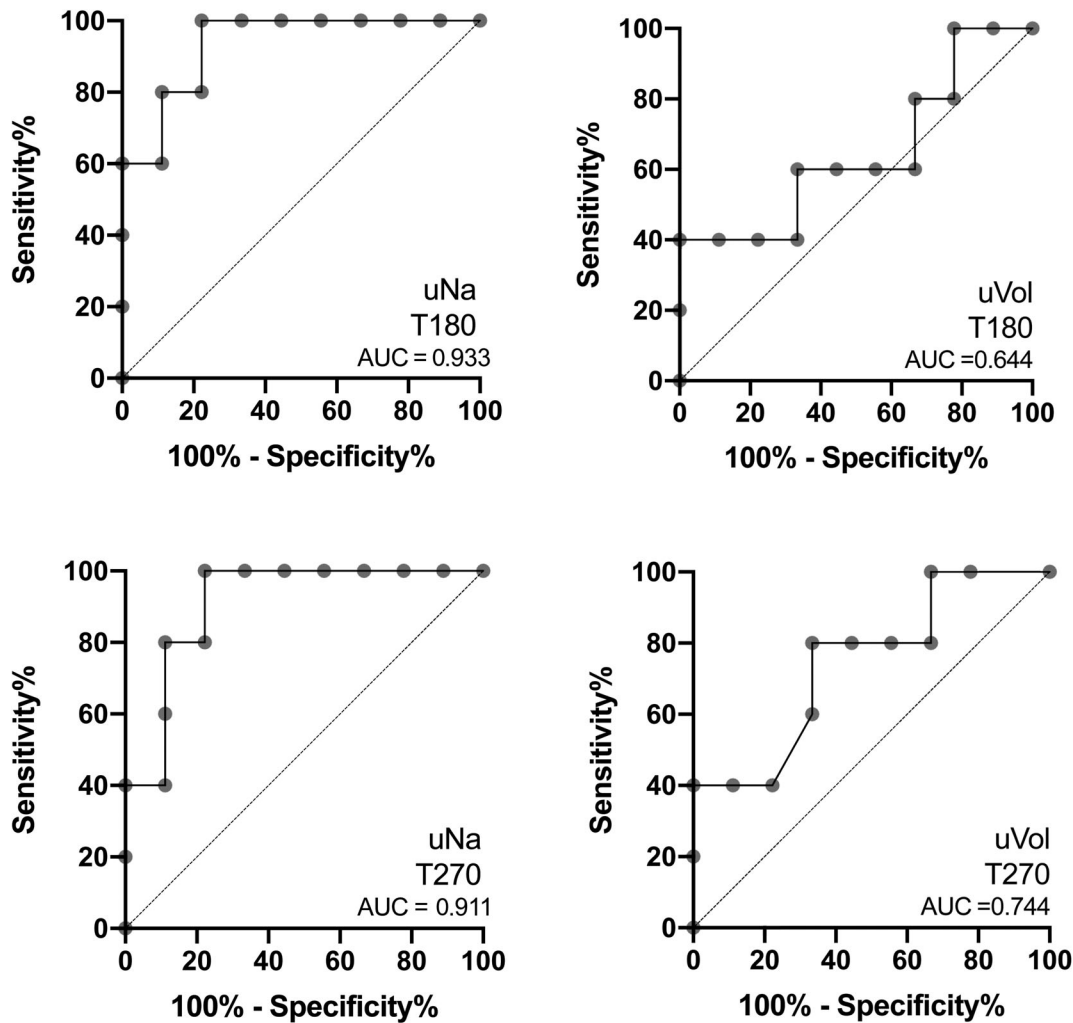 100
80
60
40
20
0
Sensitivity%
uNa
T180
AUC = 0.933
0 20 40 60 80 100
100% - Specificity%
100
80
60
40
20
0
Sensitivity%
uVol
T180
AUC =0.644
0 20 40 60 80 100
100% - Specificity%
100
80
60
40
20
0
Sensitivity%
uNa
T270
AUC = 0.911
0 20 40 60 80 100
100% - Specificity%
100
80
60
40
20
0
Sensitivity%
uVol
T270
AUC =0.744
0 20 40 60 80 100
100% - Specificity%